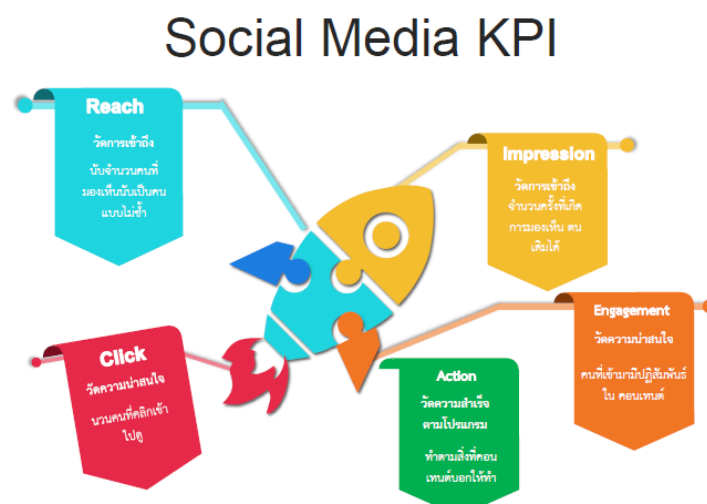 Social Media KPI
Reach
วัดการเข้าถึง
นับจำนวนคนที่
มองเห็นนับเป็นคน
แบบไม่ซ้ำ
Impression
วัดการเข้าถึง
จำนวนครั้งที่เกิด
การมองเห็น คน
เดิมได้
Engagement
วัดความน่าสนใจ
คนที่เข้ามามีปฏิสัมพันธ์
ใน คอนเทนต์
Click
วัดความน่าสนใจ
นวนคนที่คลิกเข้า
ไปดู
Action
วัดความสำเร็จ
ตามโปรแกรม
ทำตามสิ่งที่คอน
เทนต์บอกให้ทำ